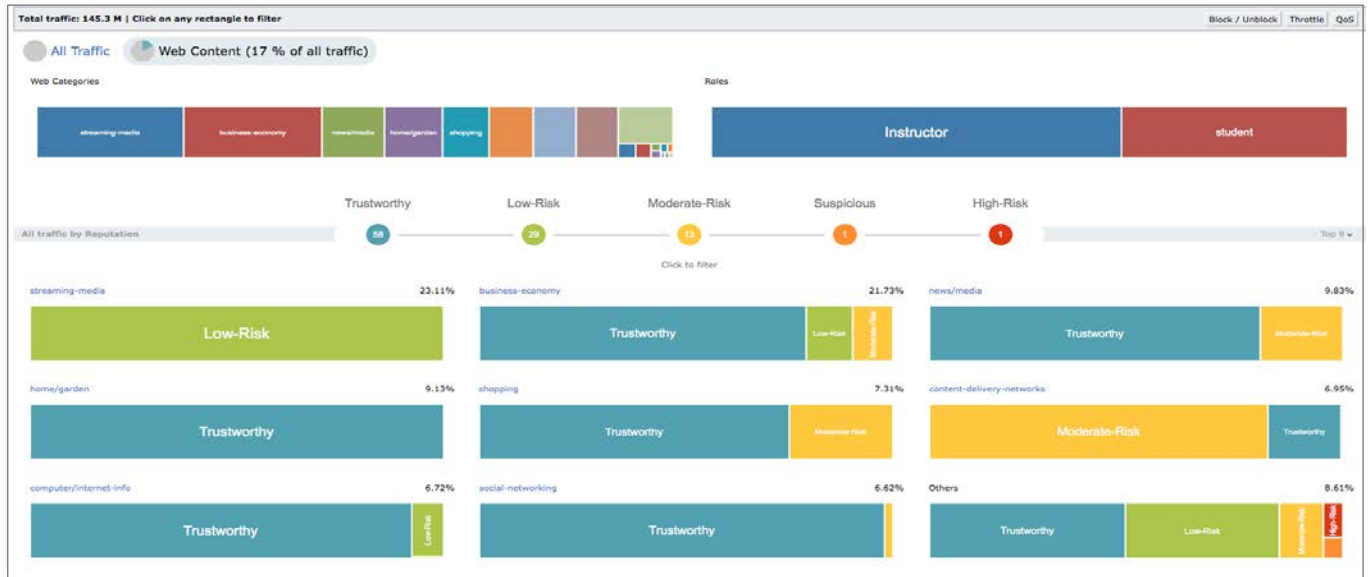 Total traffic: 145.3 M | Click on any rectangle to filter
Block / Unblock Throttle QoS
All Traffic Web Content (17 % of all traffic)
Web Categories Roles
streaming-media business-economy news/media home/garden shopping Instructor student
Trustworthy Low-Risk Moderate-Risk Suspicious High-Risk
All traffic by Reputation 58 29 13 1 1
Click to filter
streaming-media 23.11% business-economy 21.73% news/media 9.83%
Low-Risk Trustworthy Low-Risk Moderate-Risk Trustworthy Moderate-Risk
home/garden 9.13% shopping 7.31% content-delivery-networks 6.95%
Trustworthy Trustworthy Moderate-Risk Moderate-Risk Trustworthy
computer/internet-info 6.72% social-networking 6.62% Others 8.61%
Trustworthy Low-Risk Trustworthy Trustworthy Low-Risk Moderate-Risk High-Risk